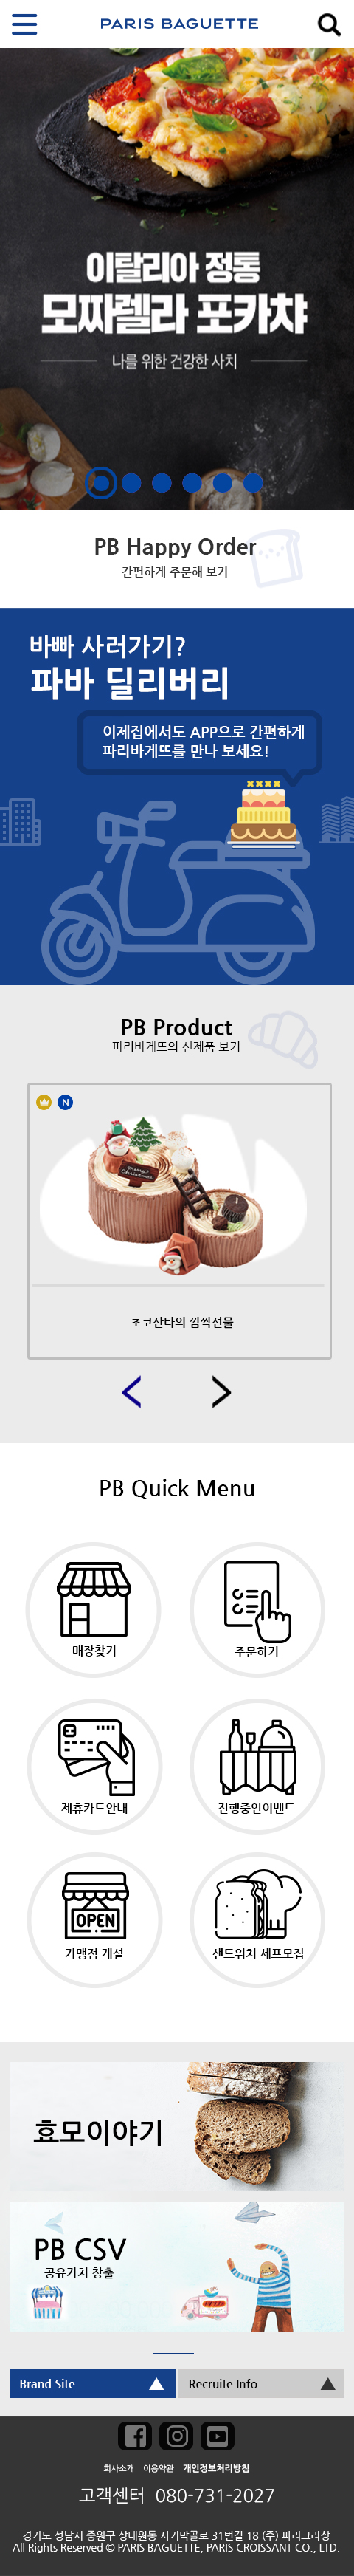 PARIS BAGUETTE
이탈리아 정통
모짜렐라 포카챠
나를 위한 건강한 사치
PB Happy Order
간편하게 주문해 보기
바빠 사러가기?
파바 딜리버리
이제집에서도 APP으로 간편하게
파리바게뜨를 만나 보세요!
PB Product
파리바게뜨의 신제품 보기
N
merry Christmas
초코산타의 깜짝선물
PB Quick Menu
매장찾기
주문하기
제휴카드안내
진행중인이벤트
OPEN
가맹점 개설
샌드위치 셰프모집
효모이야기
PB CSV
공유가치 창출
Brand Site
Recruite Info
회사소개 이용약관 개인정보처리방침
고객센터 080-731-2027
경기도 성남시 중원구 상대원동 사기막골로 31번길 18 (주) 파리크라상
All Rights Reserved © PARIS BAGUETTE, PARIS CROISSANT CO., LTD.